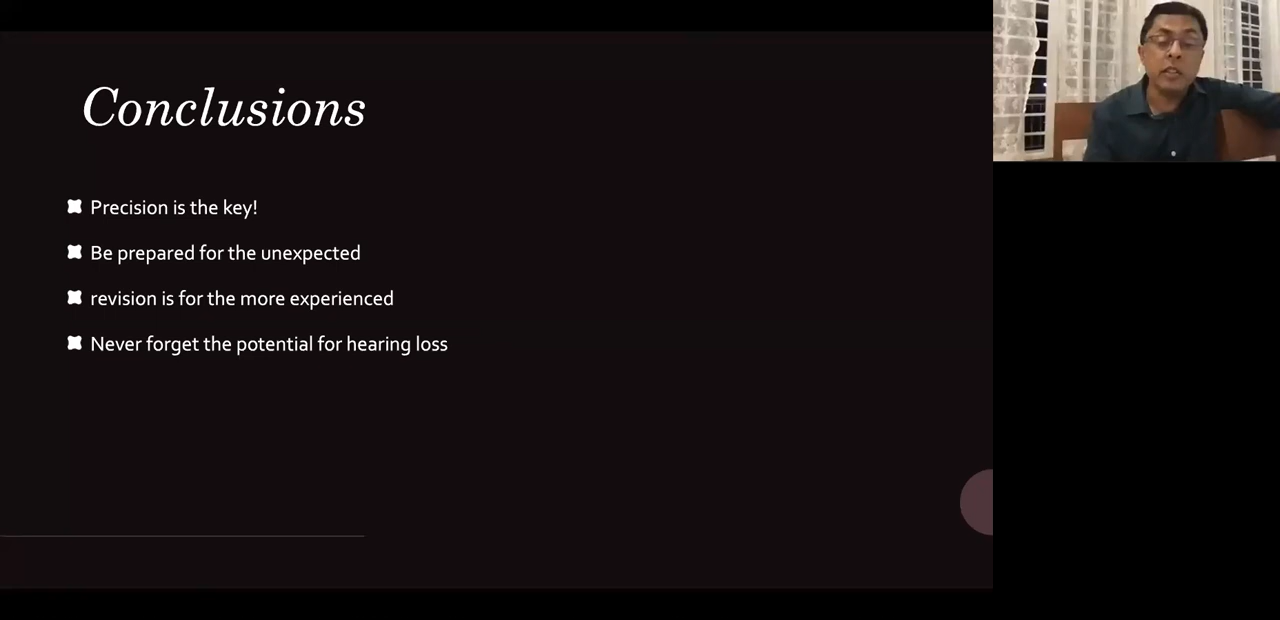 Conclusions
Precision is the key!
Be prepared for the unexpected
revision is for the more experienced
Never forget the potential for hearing loss